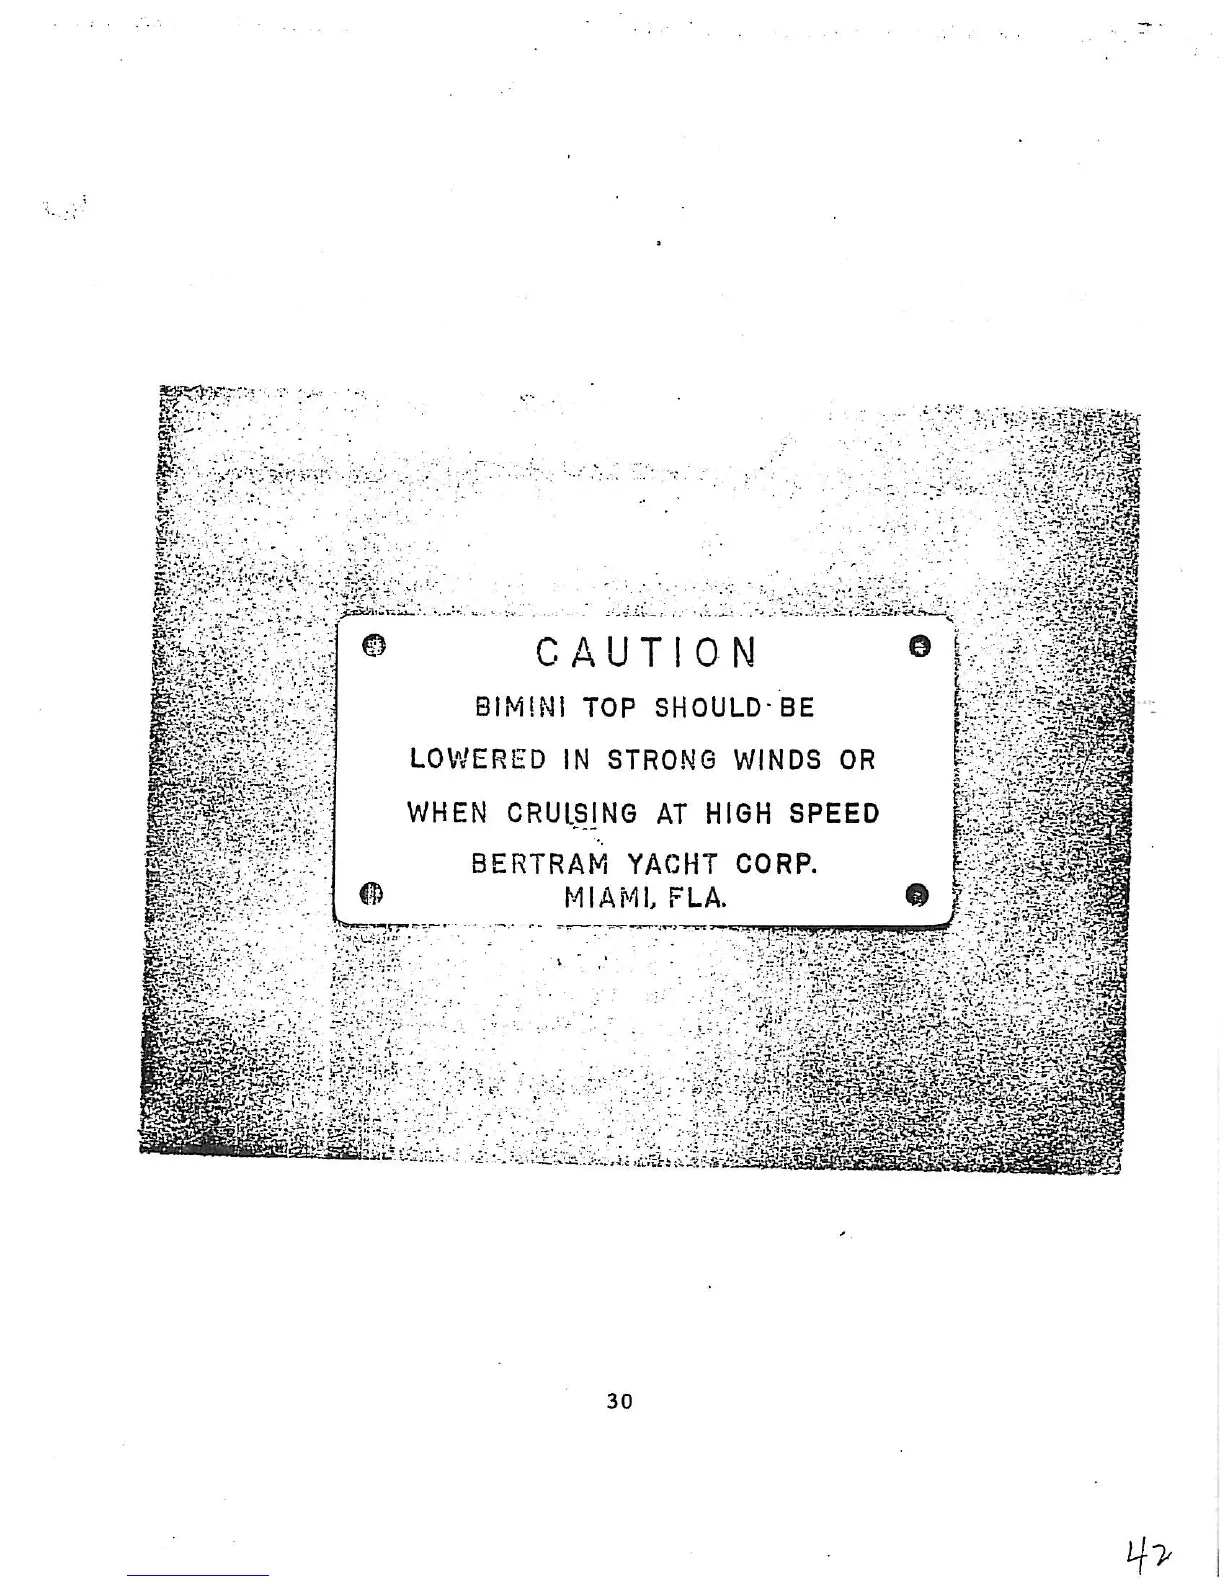 CAUTION
BIMINI TOP SHOULD BE
LOWERED IN STRONG WINDS OR
WHEN CRUISING AT HIGH SPEED
BERTRAM YACHT CORP.
MIAMI, FLA.
30
42